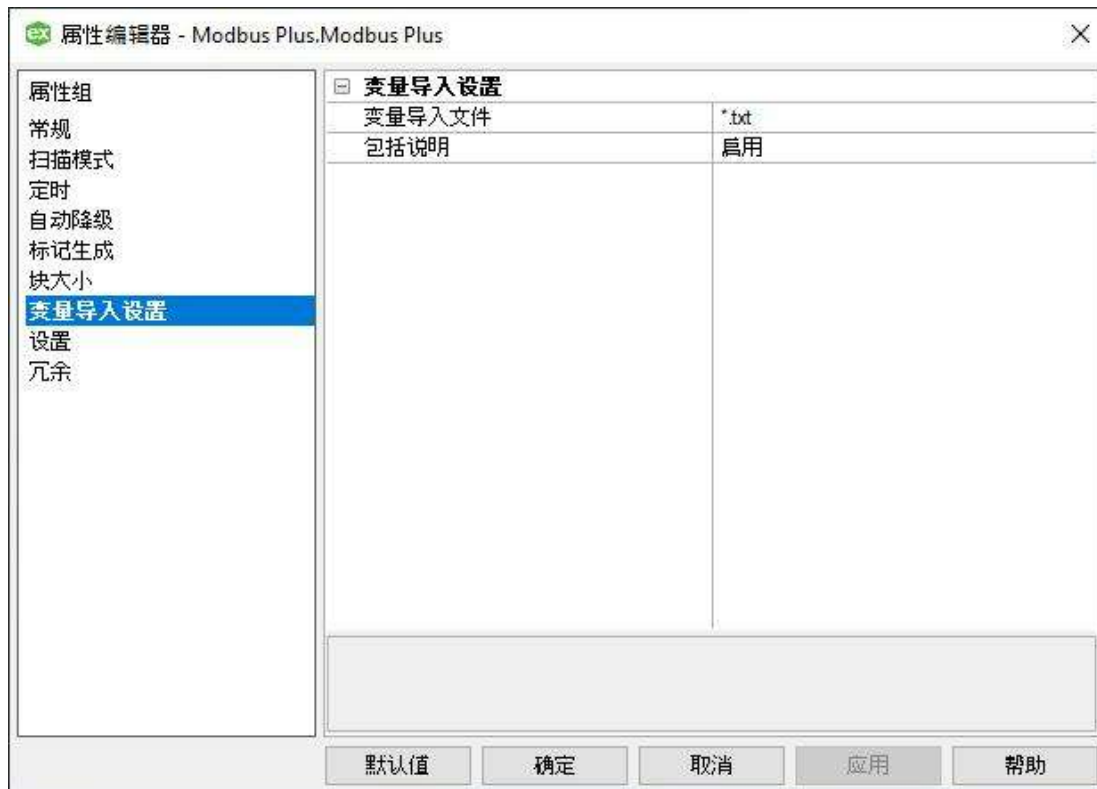 属性编辑器 - Modbus Plus.Modbus Plus
属性组
常规
扫描模式
定时
自动降级
标记生成
块大小
变量导入设置
设置
冗余
变量导入设置
变量导入文件 *.txt
包括说明 启用
默认值 确定 取消 应用 帮助